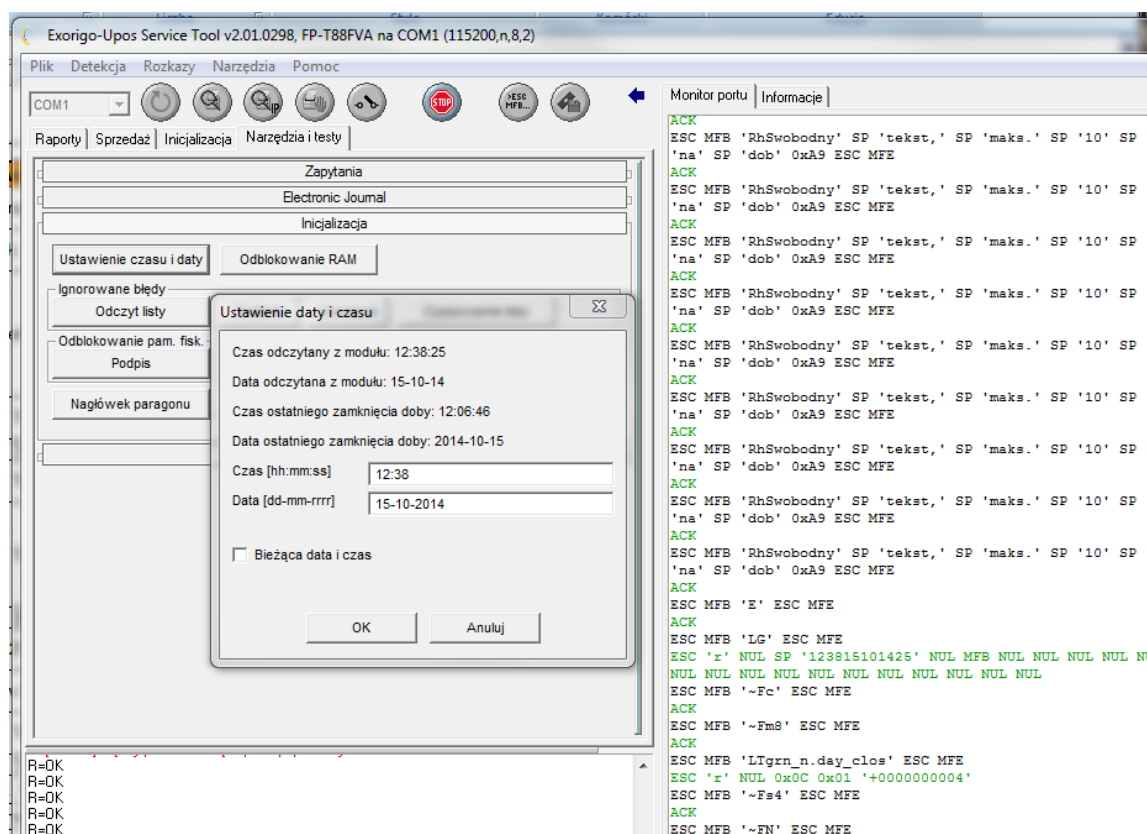 Exorigo-Upos Service Tool v2.01.0298, FP-T88FVA na COM1 (115200,n,8,2)
Plik Detekcja Rozkazy Narzędzia Pomoc
COM1
IP
STOP
>ESC
MFB...
Raporty Sprzedaż Inicjalizacja Narzędzia i testy
Zapytania
Electronic Journal
Inicjalizacja
Ustawienie czasu i daty Odblokowanie RAM
Ignorowane błędy
Odczyt listy
Odblokowanie pam. fisk.
Podpis
Nagłówek paragonu
Ustawienie daty i czasu
Czas odczytany z modułu: 12:38:25
Data odczytana z modułu: 15-10-14
Czas ostatniego zamknięcia doby: 12:06:46
Data ostatniego zamknięcia doby: 2014-10-15
Czas [hh:mm:ss] 12:38
Data [dd-mm-rrrr] 15-10-2014
Bieżąca data i czas
OK Anuluj
R=OK
R=OK
R=OK
R=OK
R=OK
Monitor portu Informacje
ACK
ESC MFB 'RhSwobodny' SP 'tekst,' SP 'maks.' SP '10' SP
'na' SP 'dob' 0xA9 ESC MFE
ACK
ESC MFB 'RhSwobodny' SP 'tekst,' SP 'maks.' SP '10' SP
'na' SP 'dob' 0xA9 ESC MFE
ACK
ESC MFB 'RhSwobodny' SP 'tekst,' SP 'maks.' SP '10' SP
'na' SP 'dob' 0xA9 ESC MFE
ACK
ESC MFB 'RhSwobodny' SP 'tekst,' SP 'maks.' SP '10' SP
'na' SP 'dob' 0xA9 ESC MFE
ACK
ESC MFB 'RhSwobodny' SP 'tekst,' SP 'maks.' SP '10' SP
'na' SP 'dob' 0xA9 ESC MFE
ACK
ESC MFB 'RhSwobodny' SP 'tekst,' SP 'maks.' SP '10' SP
'na' SP 'dob' 0xA9 ESC MFE
ACK
ESC MFB 'RhSwobodny' SP 'tekst,' SP 'maks.' SP '10' SP
'na' SP 'dob' 0xA9 ESC MFE
ACK
ESC MFB 'RhSwobodny' SP 'tekst,' SP 'maks.' SP '10' SP
'na' SP 'dob' 0xA9 ESC MFE
ACK
ESC MFB 'RhSwobodny' SP 'tekst,' SP 'maks.' SP '10' SP
'na' SP 'dob' 0xA9 ESC MFE
ACK
ESC MFB 'E' ESC MFE
ACK
ESC MFB 'LG' ESC MFE
ESC 'r' NUL SP '123815101425' NUL MFB NUL NUL NUL NUL
NUL NUL NUL NUL NUL NUL NUL NUL NUL NUL NUL
ESC MFB '~Fc' ESC MFE
ACK
ESC MFB '~Fm8' ESC MFE
ACK
ESC MFB 'LTgrn_n.day_clos' ESC MFE
ESC 'r' NUL 0x0C 0x01 '+0000000004'
ESC MFB '~Fs4' ESC MFE
ACK
ESC MFB '~FN' ESC MFE